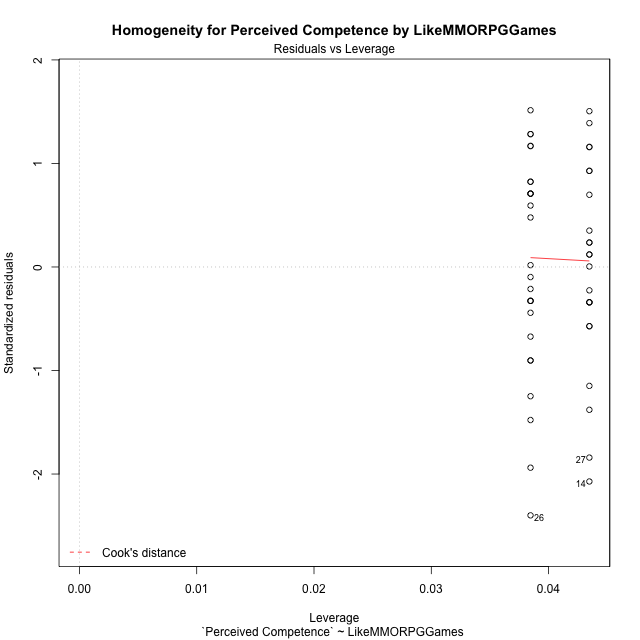 Homogeneity for Perceived Competence by LikeMMORPGGames
Residuals vs Leverage
2
1
0
-1
-2
Standardized residuals
27
14
26
Cook's distance
0.00 0.01 0.02 0.03 0.04
Leverage
`Perceived Competence` ~ LikeMMORPGGames